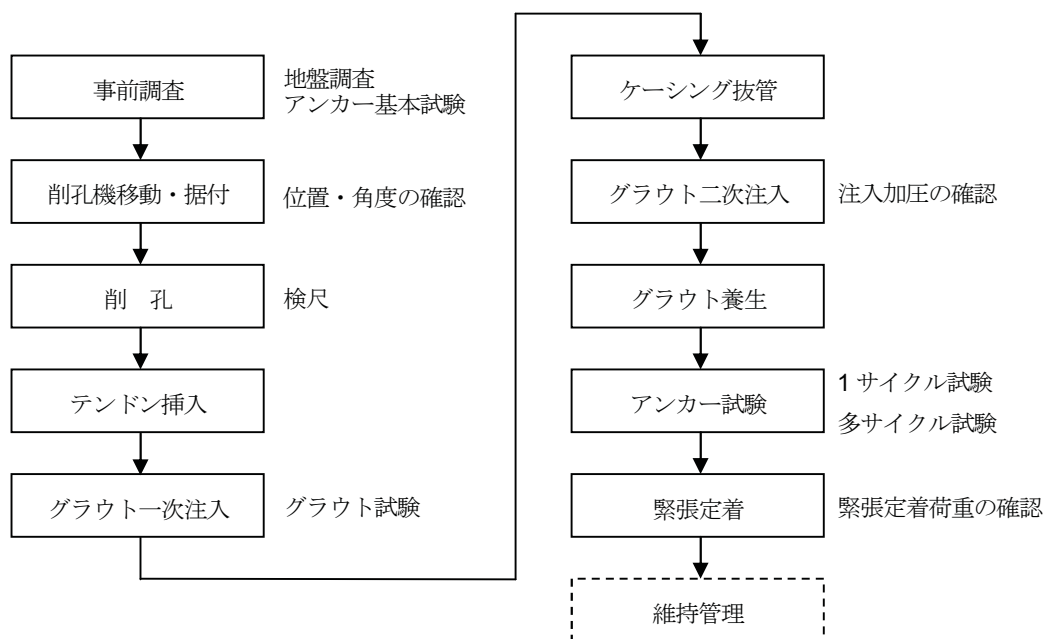 事前調査
地盤調査
アンカー基本試験
削孔機移動・据付
位置・角度の確認
削　孔
検尺
テンドン挿入
グラウト一次注入
グラウト試験
ケーシング抜管
グラウト二次注入
注入加圧の確認
グラウト養生
アンカー試験
1サイクル試験
多サイクル試験
緊張定着
緊張定着荷重の確認
維持管理